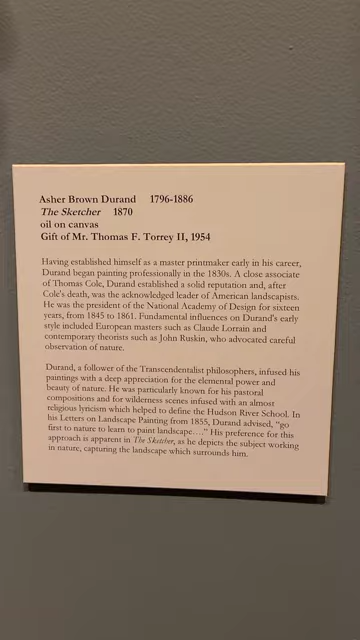 Asher Brown Durand 1796-1886
The Sketcher 1870
oil on canvas
Gift of Mr. Thomas F. Torrey II, 1954
Having established himself as a master printmaker early in his career,
Durand began painting professionally in the 1830s. A close associate
of Thomas Cole, Durand established a solid reputation and, after
Cole's death, was the acknowledged leader of American landscapists.
He was the president of the National Academy of Design for sixteen
years, from 1845 to 1861. Fundamental influences on Durand's early
style included European masters such as Claude Lorrain and
contemporary theorists such as John Ruskin, who advocated careful
observation of nature.
Durand, a follower of the Transcendentalist philosophers, infused his
paintings with a deep appreciation for the elemental power and
beauty of nature. He was particularly known for his pastoral
compositions and for wilderness scenes infused with an almost
religious lyricism which helped to define the Hudson River School. In
his Letters on Landscape Painting from 1855, Durand advised, “go
first to nature to learn to paint landscape….” His preference for this
approach is apparent in The Sketcher, as he depicts the subject working
in nature, capturing the landscape which surrounds him.